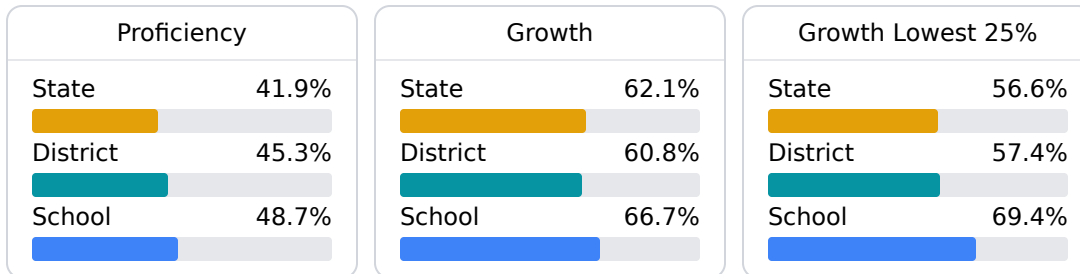 Proficiency
State 41.9%
District 45.3%
School 48.7%
Growth
State 62.1%
District 60.8%
School 66.7%
Growth Lowest 25%
State 56.6%
District 57.4%
School 69.4%